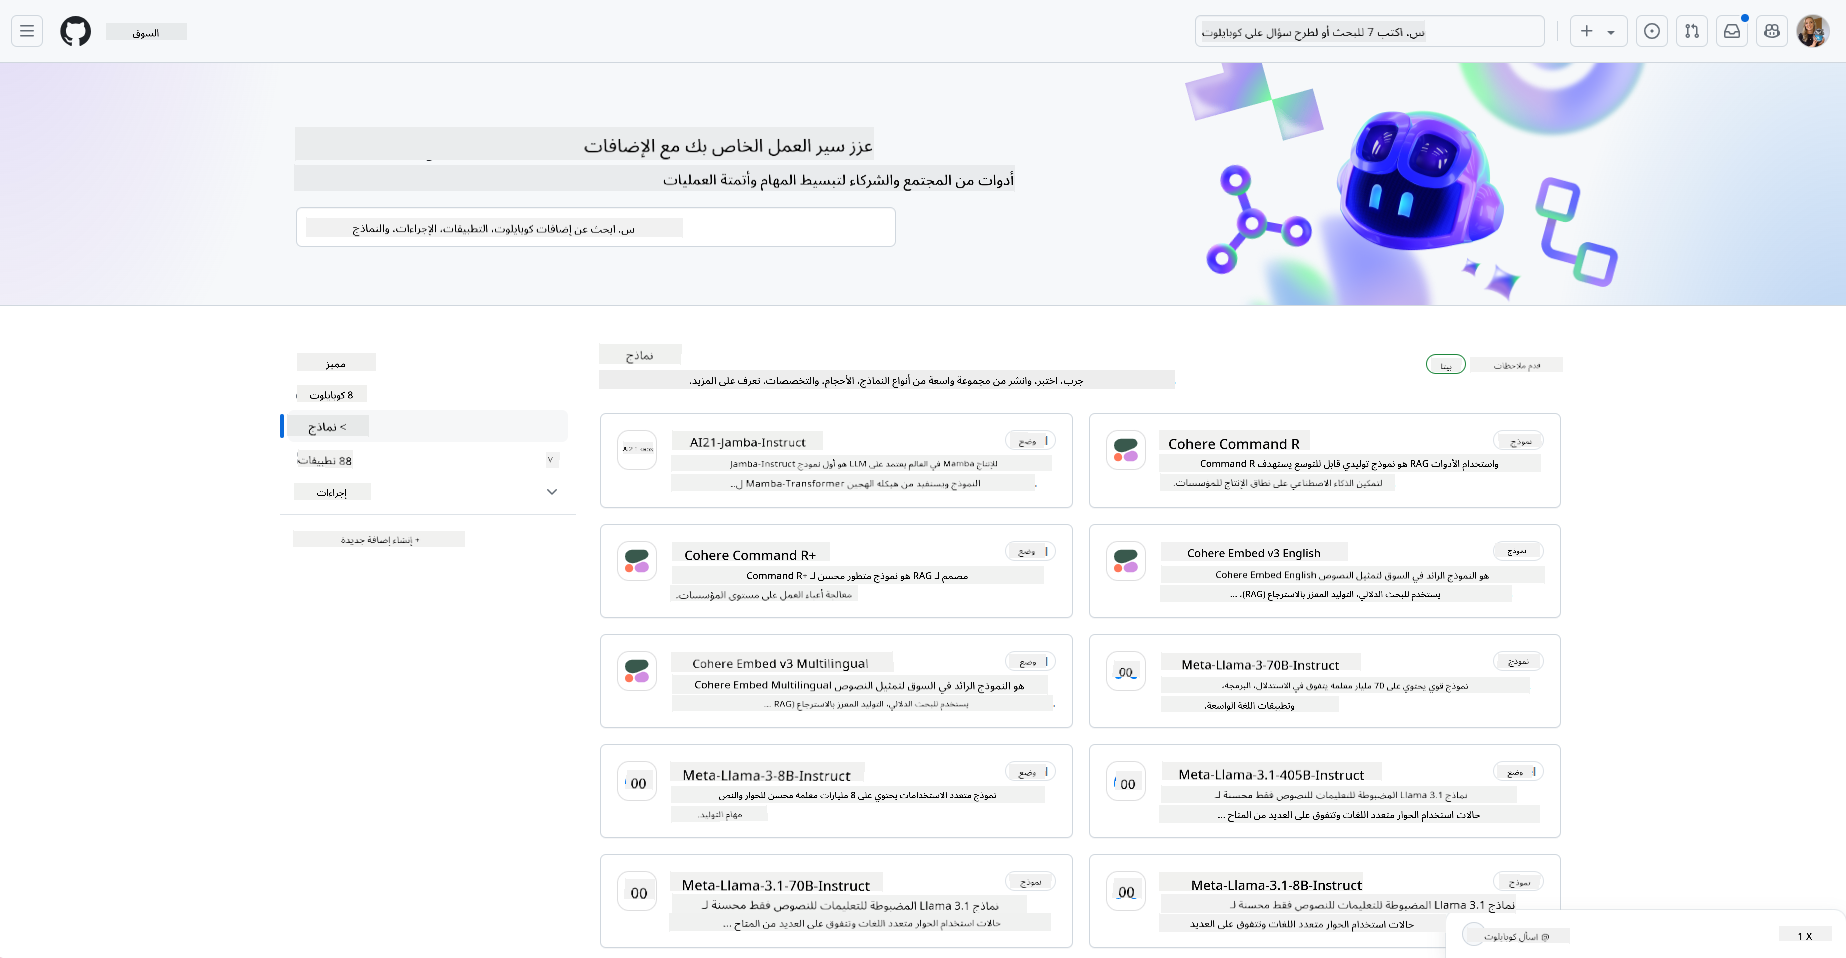 السوق
س. اكتب 7 للبحث أو لطرح سؤال على كوبايلوت
عزز سير العمل الخاص بك مع الإضافات
أدوات من المجتمع والشركاء لتبسيط المهام وأتمتة العمليات
س. ابحث عن إضافات كوبايلوت، التطبيقات، الإجراءات، والنماذج
مميز
8 كوبايلوت
> نماذج
88 تطبيقات
إجراءات
+ إنشاء إضافة جديدة
نماذج
جرب، اختبر، وانشر من مجموعة واسعة من أنواع النماذج، الأحجام، والتخصصات. تعرف على المزيد.
بيتا
قدم ملاحظات
AI21-Jamba-Instruct
وضع
Jamba-Instruct هو أول نموذج LLM يعتمد على Mamba في العالم للإنتاج
النموذج ويستفيد من هيكله الهجين Mamba-Transformer ل...
Cohere Command R
نموذج
Command R هو نموذج توليدي قابل للتوسع يستهدف RAG واستخدام الأدوات
لتمكين الذكاء الاصطناعي على نطاق الإنتاج للمؤسسات.
Cohere Command R+
وضع
Command R+ هو نموذج متطور محسن لـ RAG مصمم لـ
معالجة أعباء العمل على مستوى المؤسسات.
Cohere Embed v3 English
نموذج
Cohere Embed English هو النموذج الرائد في السوق لتمثيل النصوص
يستخدم للبحث الدلالي، التوليد المعزز بالاسترجاع (RAG)، ...
Cohere Embed v3 Multilingual
وضع
Cohere Embed Multilingual هو النموذج الرائد في السوق لتمثيل النصوص
يستخدم للبحث الدلالي، التوليد المعزز بالاسترجاع (RAG ...
Meta-Llama-3-70B-Instruct
نموذج
نموذج قوي يحتوي على 70 مليار معلمة يتفوق في الاستدلال، البرمجة،
وتطبيقات اللغة الواسعة.
Meta-Llama-3-8B-Instruct
وضع
نموذج متعدد الاستخدامات يحتوي على 8 مليارات معلمة محسن للحوار والنص
مهام التوليد.
Meta-Llama-3.1-405B-Instruct
وضع
نماذج Llama 3.1 المضبوطة للتعليمات للنصوص فقط محسنة لـ
حالات استخدام الحوار متعدد اللغات وتتفوق على العديد من المتاح ...
Meta-Llama-3.1-70B-Instruct
نموذج
نماذج Llama 3.1 المضبوطة للتعليمات للنصوص فقط محسنة لـ
حالات استخدام الحوار متعدد اللغات وتتفوق على العديد من المتاح ...
Meta-Llama-3.1-8B-Instruct
نموذج
نماذج Llama 3.1 المضبوطة للتعليمات للنصوص فقط محسنة لـ
حالات استخدام الحوار متعدد اللغات وتتفوق على العديد
@ اسأل كوبايلوت
1 X